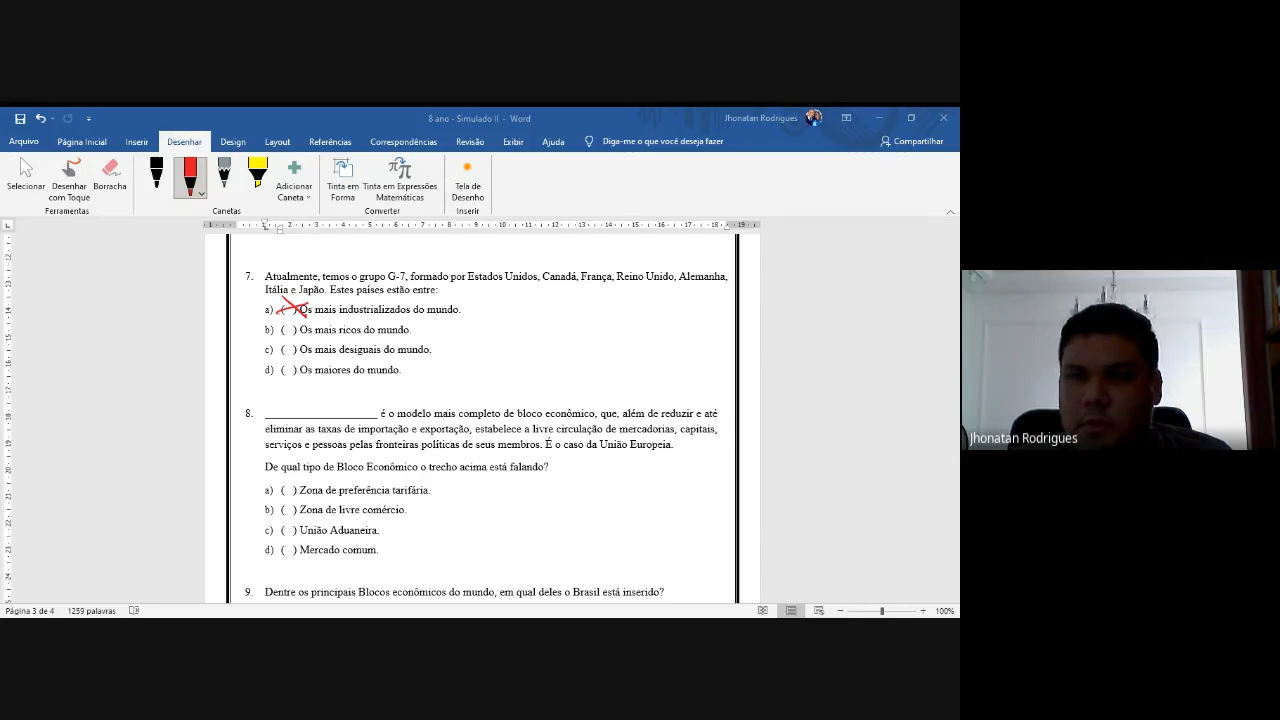 8 ano - Simulado II - Word
Jhonatan Rodrigues
Arquivo Página Inicial Inserir Desenhar Design Layout Referências Correspondências Revisão Exibir Ajuda Diga-me o que você deseja fazer Compartilhar
Selecionar Desenhar com Toque Borracha Adicionar Caneta Tinta em Forma Tinta em Expressões Matemáticas Tela de Desenho
Ferramentas Canetas Converter Inserir
7. Atualmente, temos o grupo G-7, formado por Estados Unidos, Canadá, França, Reino Unido, Alemanha,
Itália e Japão. Estes países estão entre:
a) ( ) Os mais industrializados do mundo.
b) ( ) Os mais ricos do mundo.
c) ( ) Os mais desiguais do mundo.
d) ( ) Os maiores do mundo.
8. ____________________ é o modelo mais completo de bloco econômico, que, além de reduzir e até
eliminar as taxas de importação e exportação, estabelece a livre circulação de mercadorias, capitais,
serviços e pessoas pelas fronteiras políticas de seus membros. É o caso da União Europeia.
De qual tipo de Bloco Econômico o trecho acima está falando?
a) ( ) Zona de preferência tarifária.
b) ( ) Zona de livre comércio.
c) ( ) União Aduaneira.
d) ( ) Mercado comum.
9. Dentre os principais Blocos econômicos do mundo, em qual deles o Brasil está inserido?
Página 3 de 4 1259 palavras 100%
Jhonatan Rodrigues